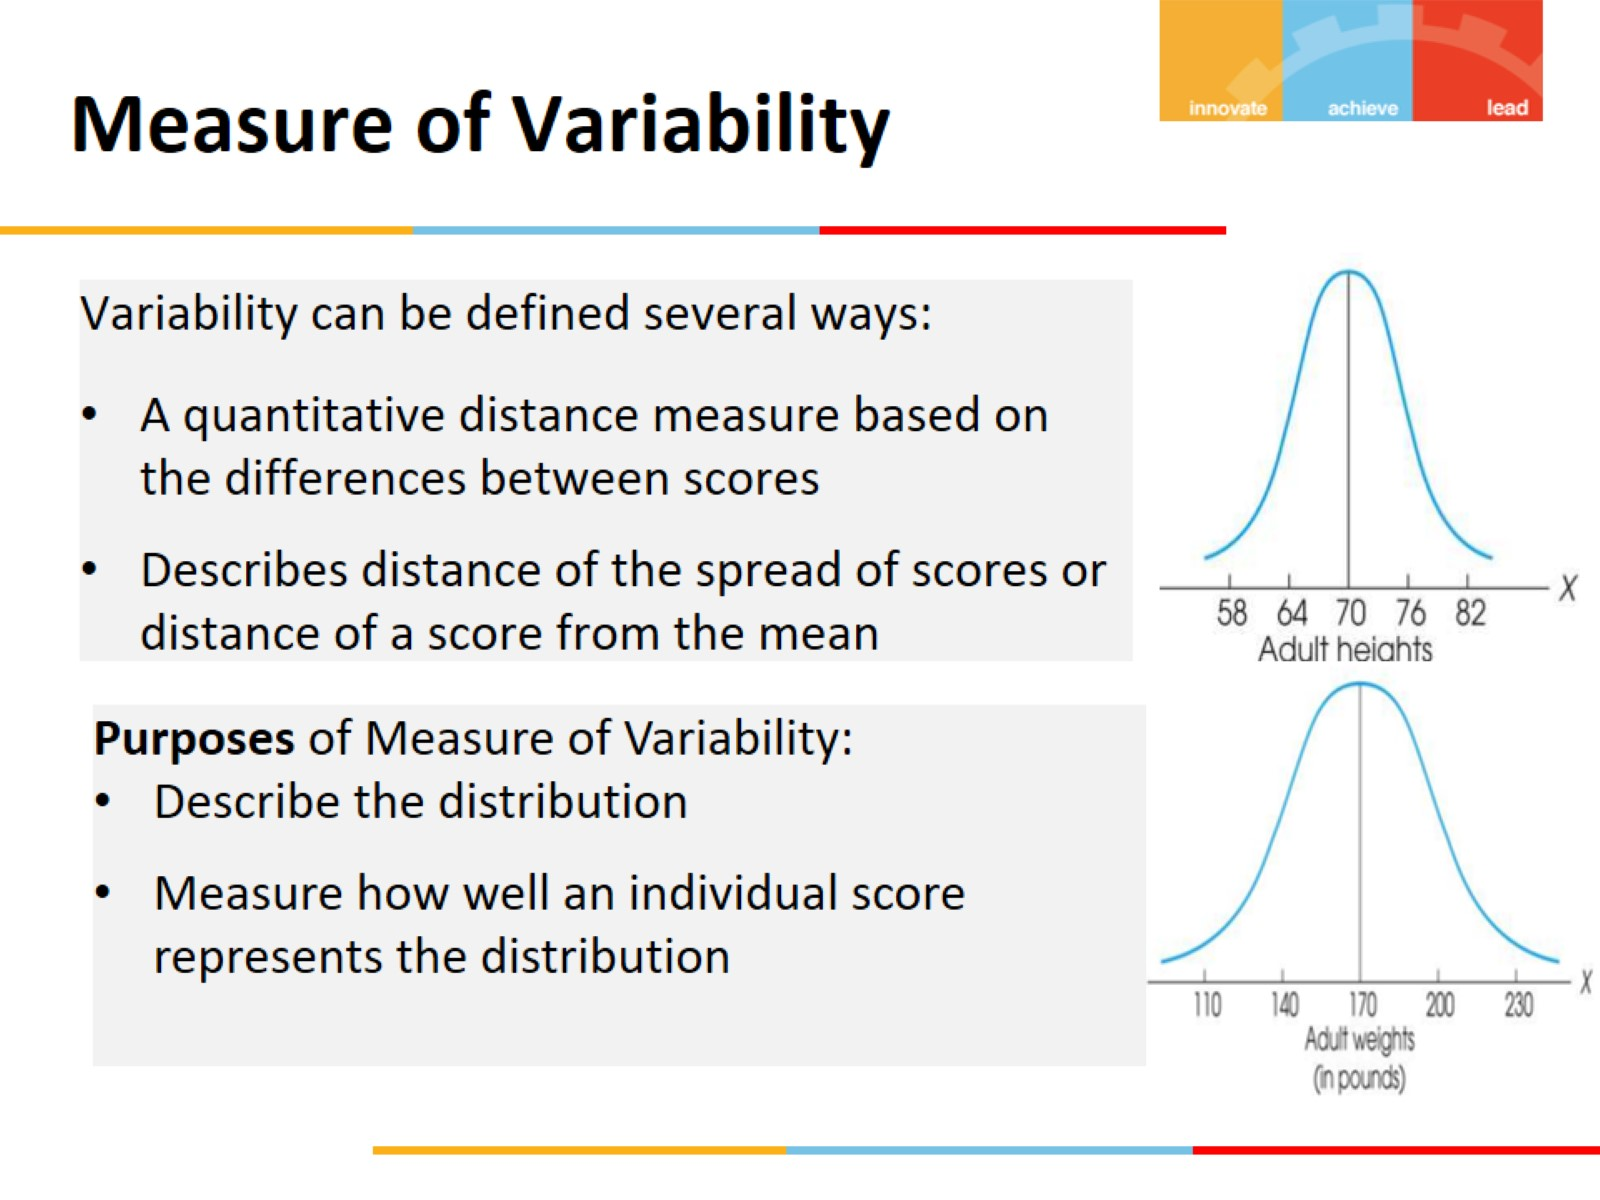 innovate achieve lead
Measure of Variability
Variability can be defined several ways:
• A quantitative distance measure based on
the differences between scores
• Describes distance of the spread of scores or
distance of a score from the mean
Purposes of Measure of Variability:
• Describe the distribution
• Measure how well an individual score
represents the distribution
X
58 64 70 76 82
Adult heights
X
110 140 170 200 230
Adult weights
(in pounds)